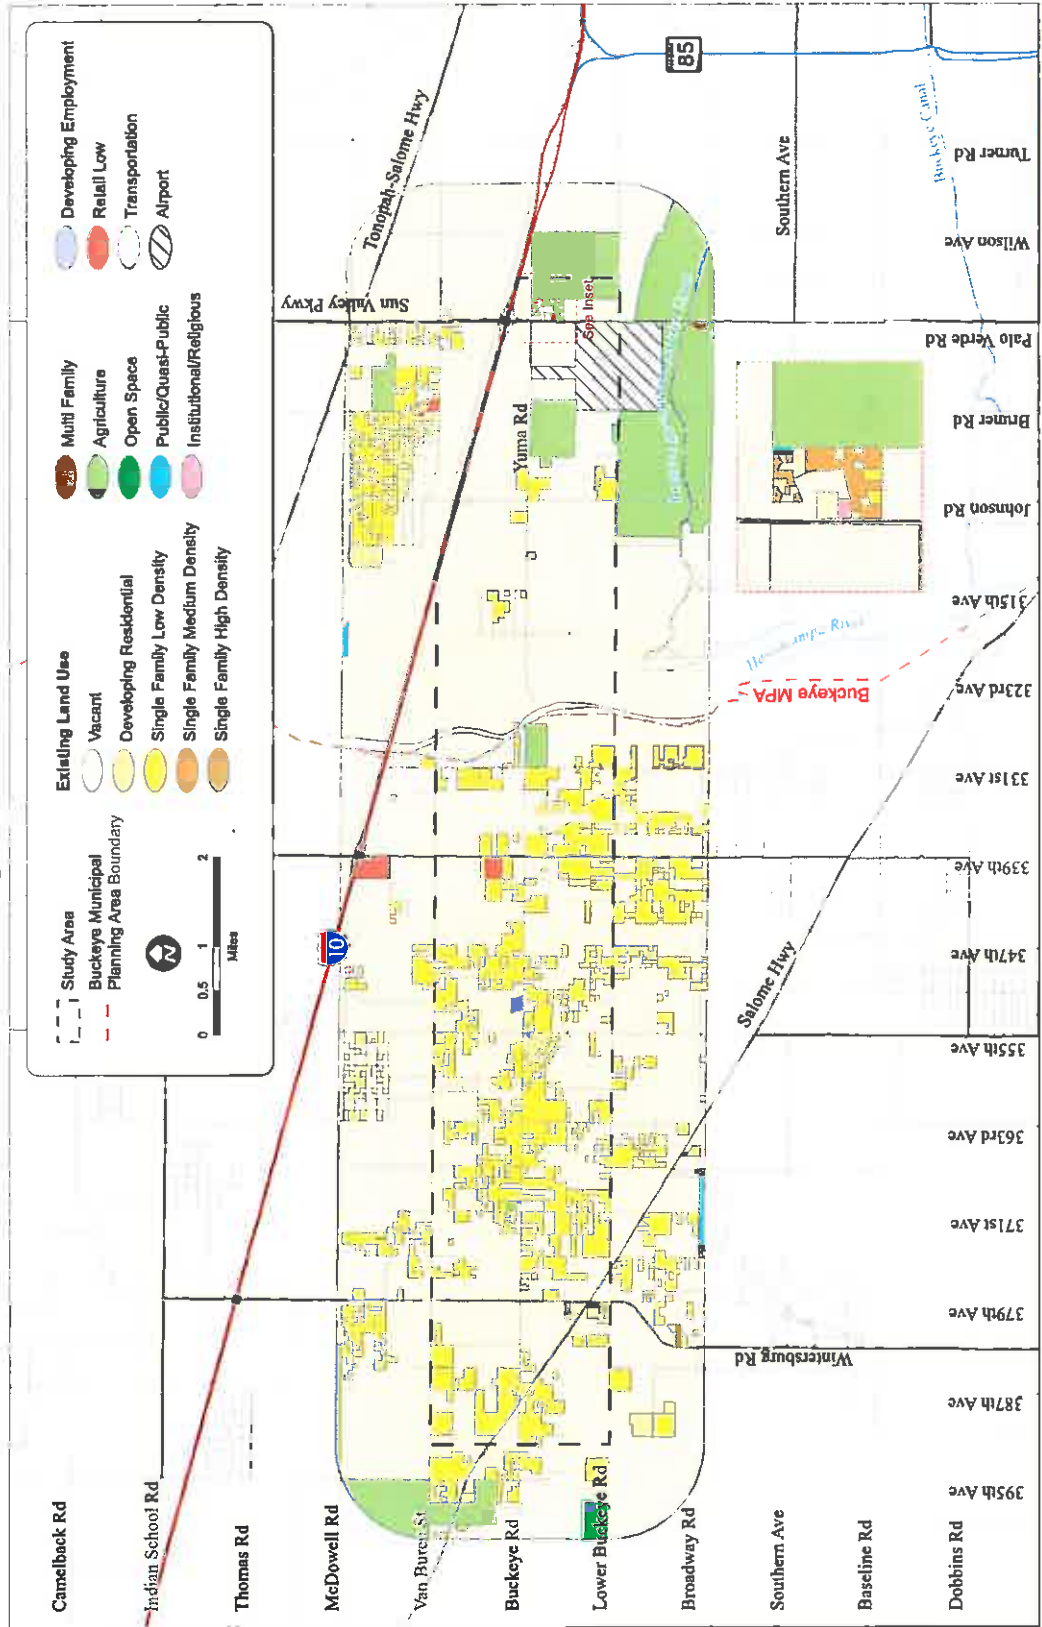 Existing Land Use
Study Area
Buckeye Municipal
Planning Area Boundary
N
0
0.5
1
2
Miles
Vacant
Developing Residential
Single Family Low Density
Single Family Medium Density
Single Family High Density
Multi Family
Agriculture
Open Space
Public/Quasi-Public
Institutional/Religious
Developing Employment
Retail Low
Transportation
Airport
Camelback Rd
Indian School Rd
Thomas Rd
McDowell Rd
Van Buren St
Buckeye Rd
Lower Buckeye Rd
Broadway Rd
Southern Ave
Baseline Rd
Dobbins Rd
10
85
Tonopah-Salome Hwy
Sun Valley Pkwy
Yuma Rd
See Inset
Southern Ave
Buckeye Canal
Buckeye MPA
Salome Hwy
Wintersburg Rd
395th Ave
387th Ave
379th Ave
371st Ave
363rd Ave
355th Ave
347th Ave
339th Ave
331st Ave
323rd Ave
315th Ave
Johnson Rd
Bruner Rd
Palo Verde Rd
Wilson Ave
Turner Rd